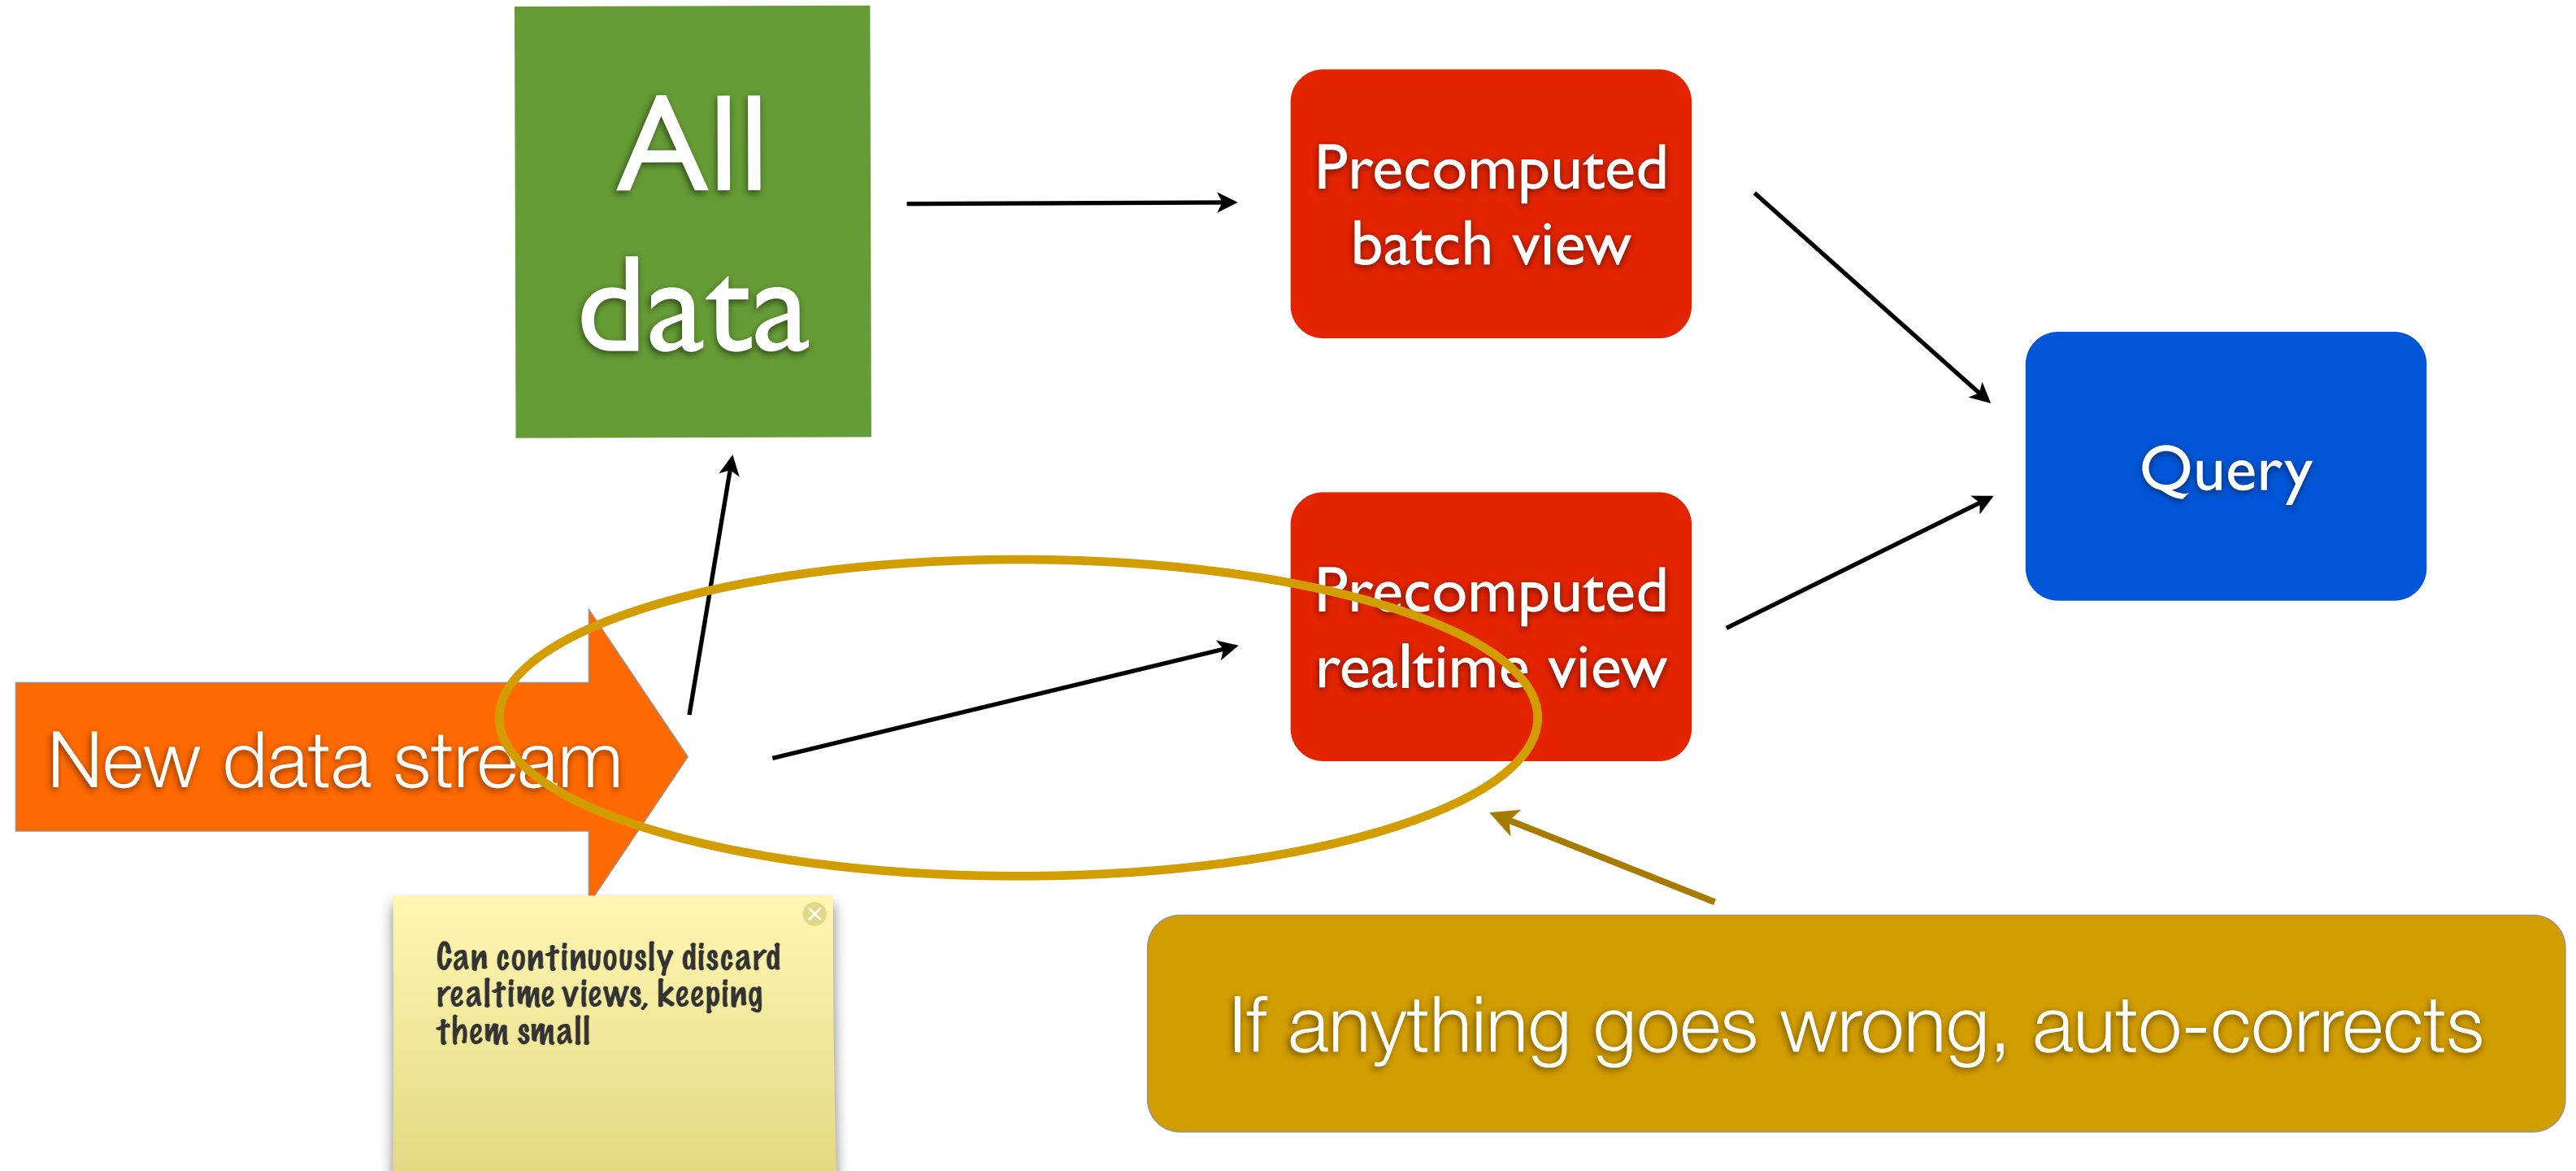 All
data
Precomputed
batch view
Query
Precomputed
realtime view
New data stream
Can continuously discard
realtime views, keeping
them small
If anything goes wrong, auto-corrects